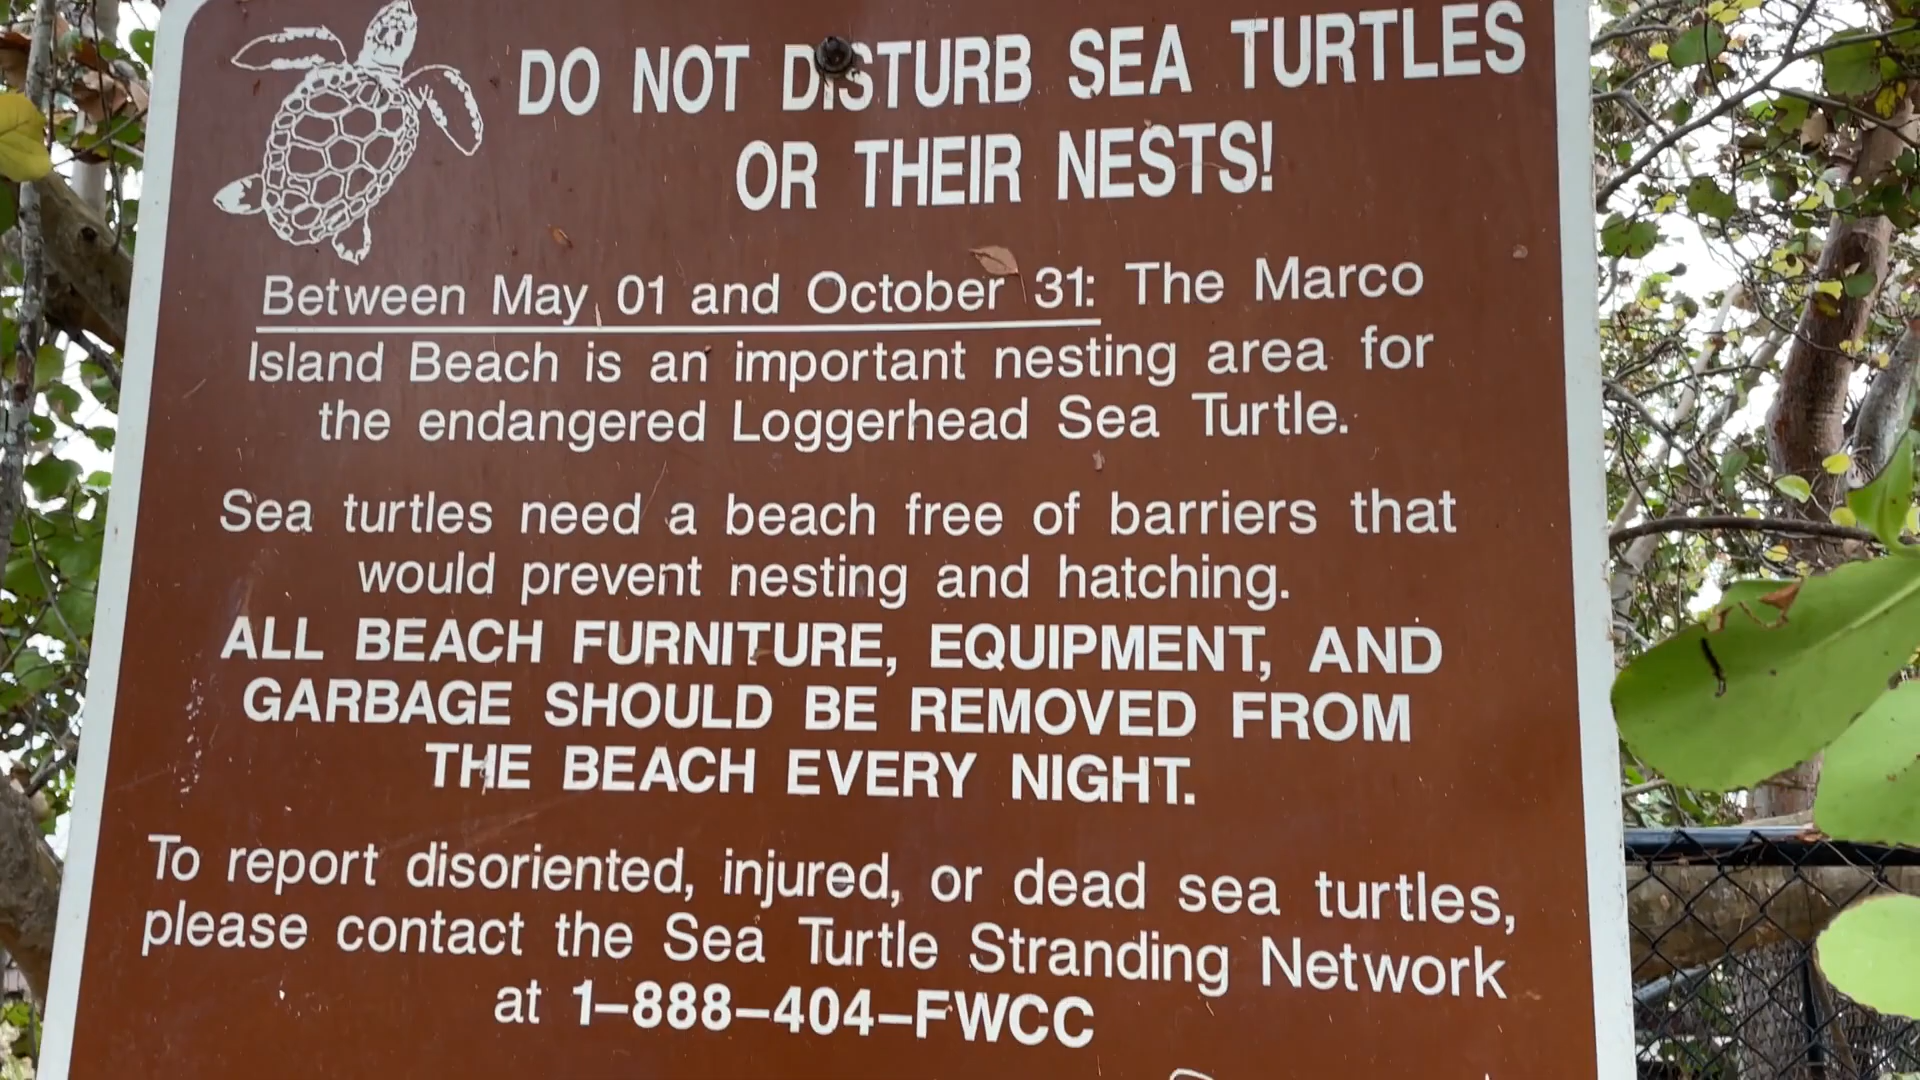 DO NOT DISTURB SEA TURTLES
OR THEIR NESTS!
Between May 01 and October 31: The Marco
Island Beach is an important nesting area for
the endangered Loggerhead Sea Turtle.
Sea turtles need a beach free of barriers that
would prevent nesting and hatching.
ALL BEACH FURNITURE, EQUIPMENT, AND
GARBAGE SHOULD BE REMOVED FROM
THE BEACH EVERY NIGHT.
To report disoriented, injured, or dead sea turtles,
please contact the Sea Turtle Stranding Network
at 1–888–404–FWCC